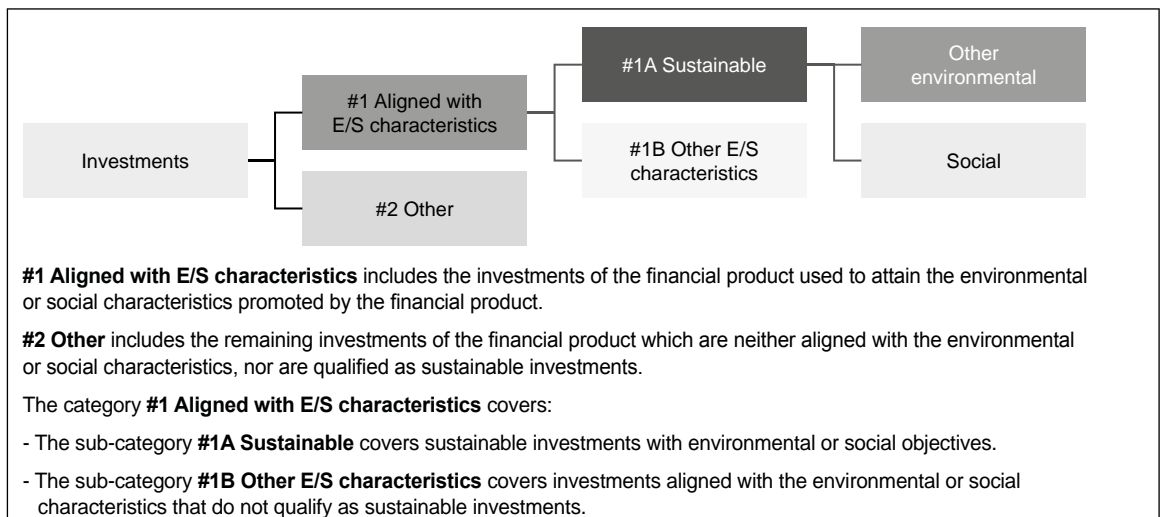 #1A Sustainable
Other
environmental
#1 Aligned with
E/S characteristics
Investments
#1B Other E/S
characteristics
Social
#2 Other
#1 Aligned with E/S characteristics includes the investments of the financial product used to attain the environmental
or social characteristics promoted by the financial product.
#2 Other includes the remaining investments of the financial product which are neither aligned with the environmental
or social characteristics, nor are qualified as sustainable investments.
The category #1 Aligned with E/S characteristics covers:
- The sub-category #1A Sustainable covers sustainable investments with environmental or social objectives.
- The sub-category #1B Other E/S characteristics covers investments aligned with the environmental or social
characteristics that do not qualify as sustainable investments.